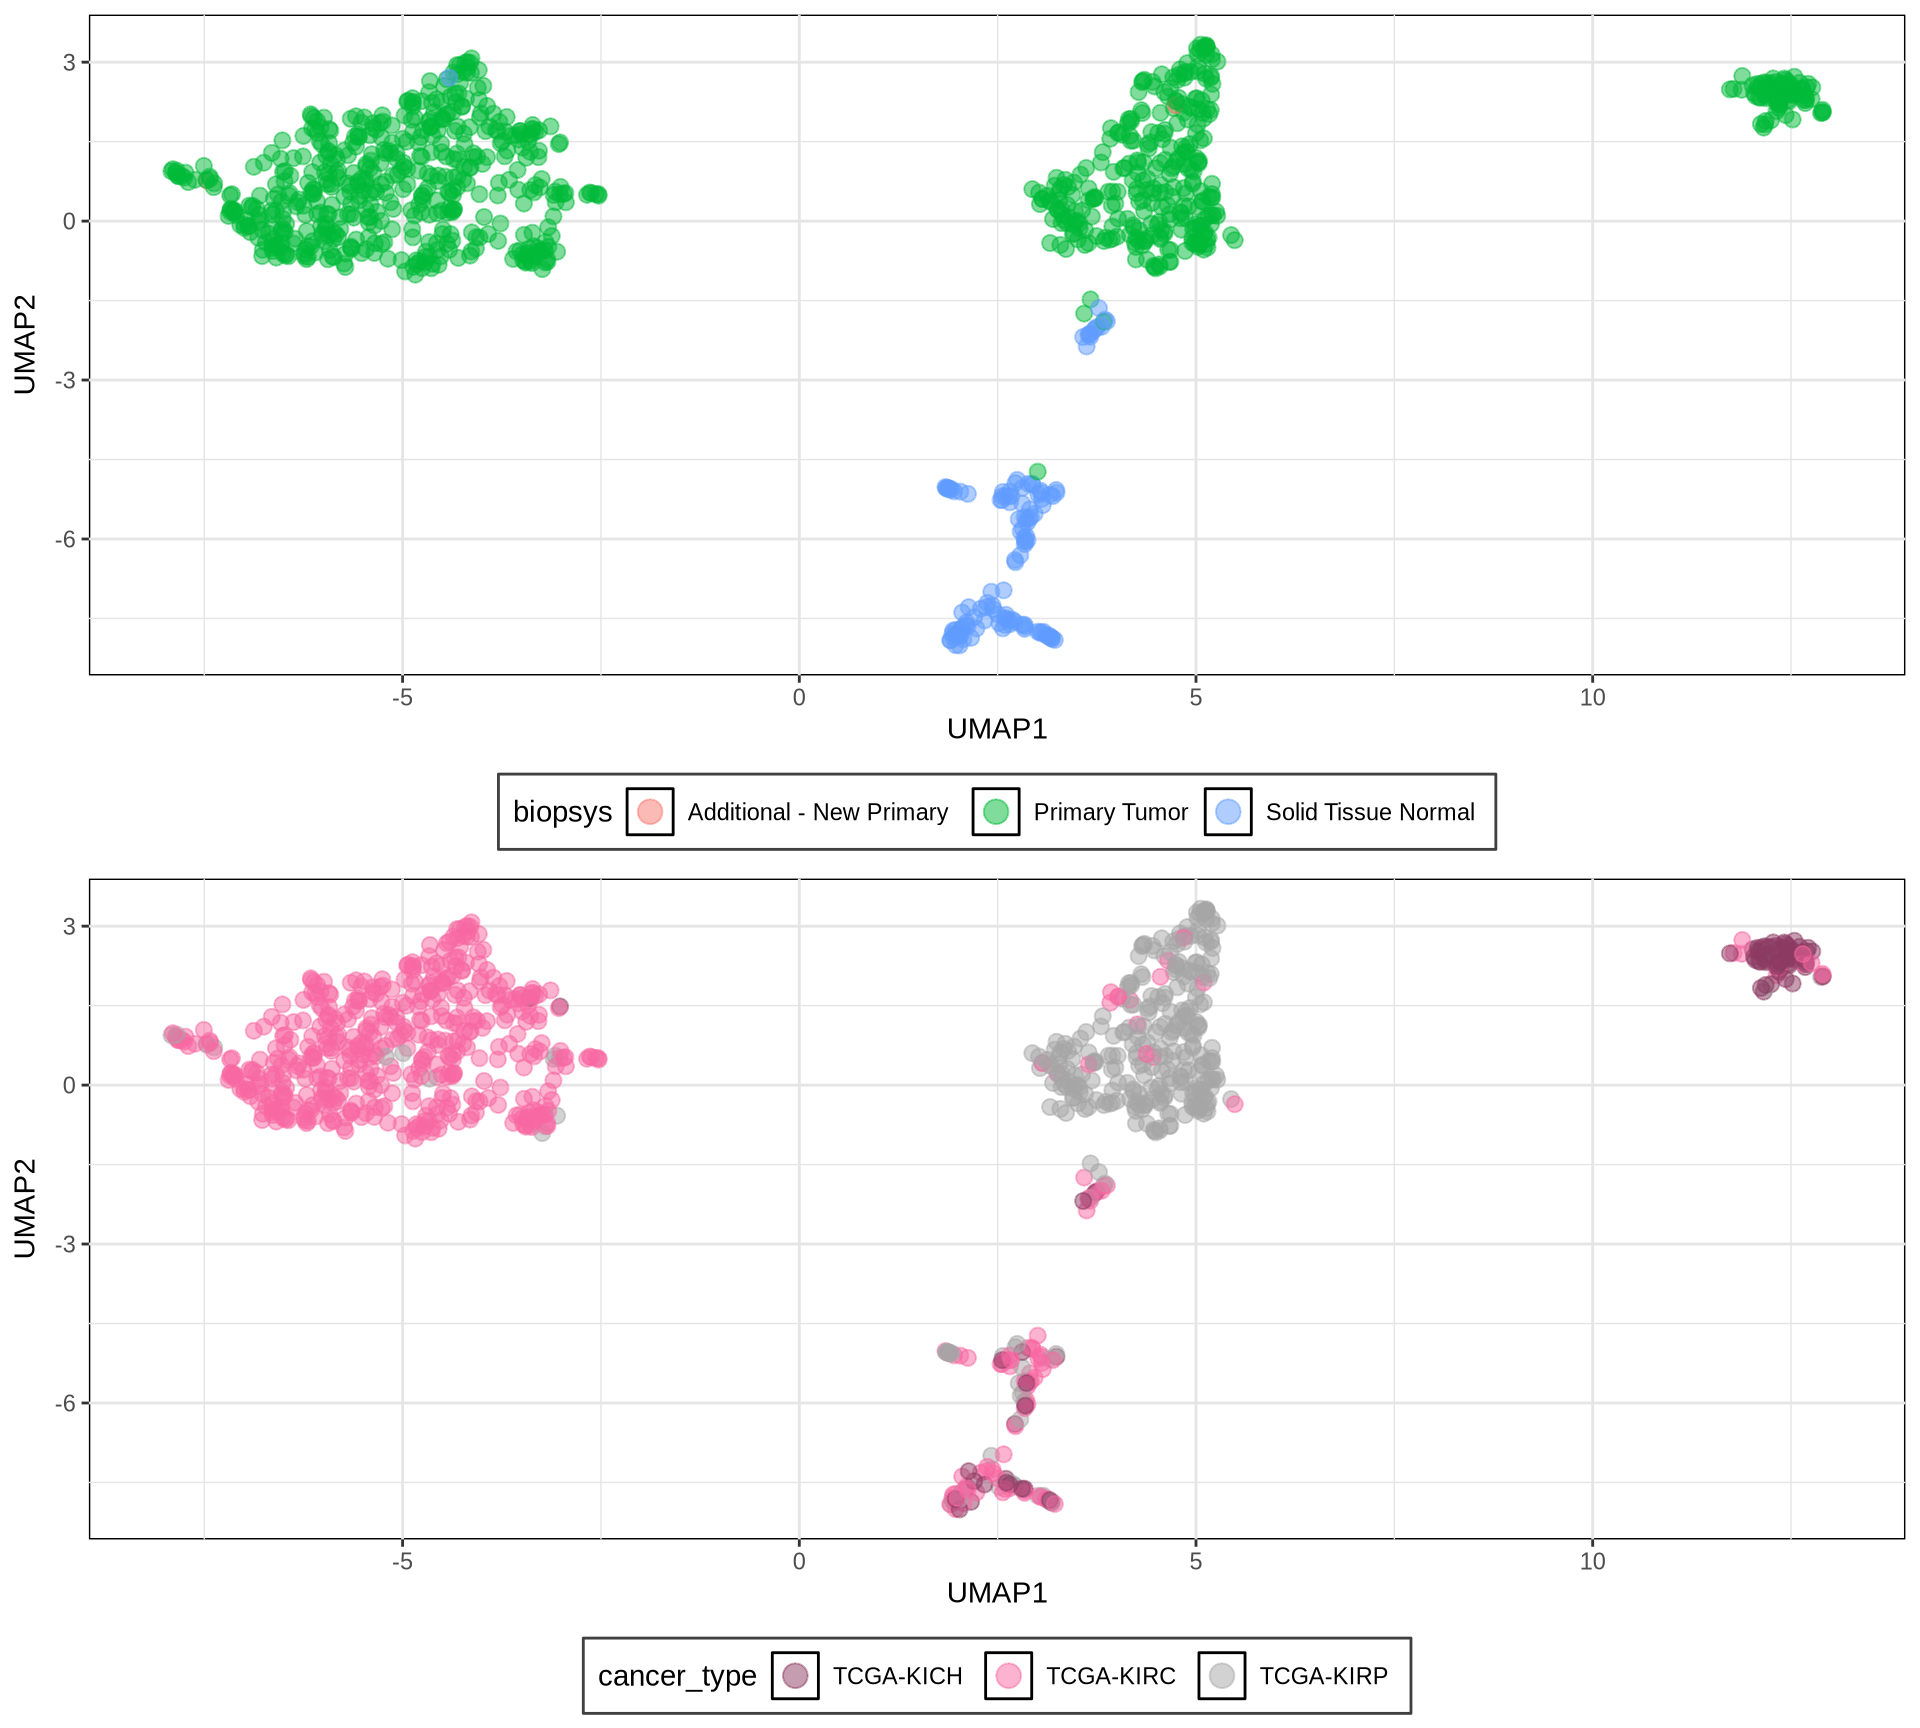 3
0
-3
-6
UMAP2
-5 0 5 10
UMAP1
biopsys Additional - New Primary Primary Tumor Solid Tissue Normal
3
0
-3
-6
UMAP2
-5 0 5 10
UMAP1
cancer_type TCGA-KICH TCGA-KIRC TCGA-KIRP